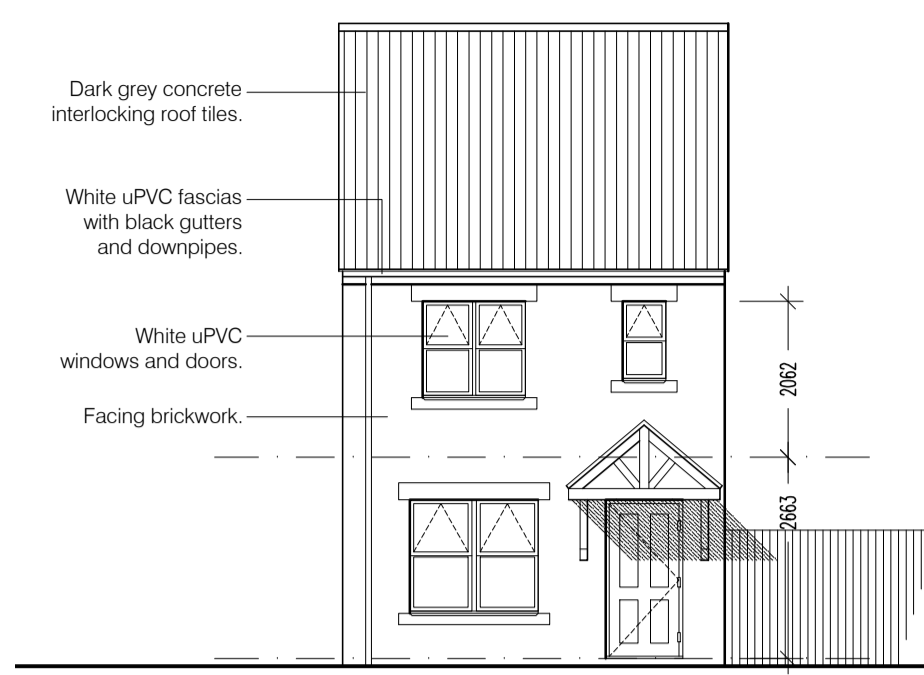 Dark grey concrete
interlocking roof tiles.
White uPVC fascias
with black gutters
and downpipes.
White uPVC
windows and doors.
Facing brickwork.
2062
2663